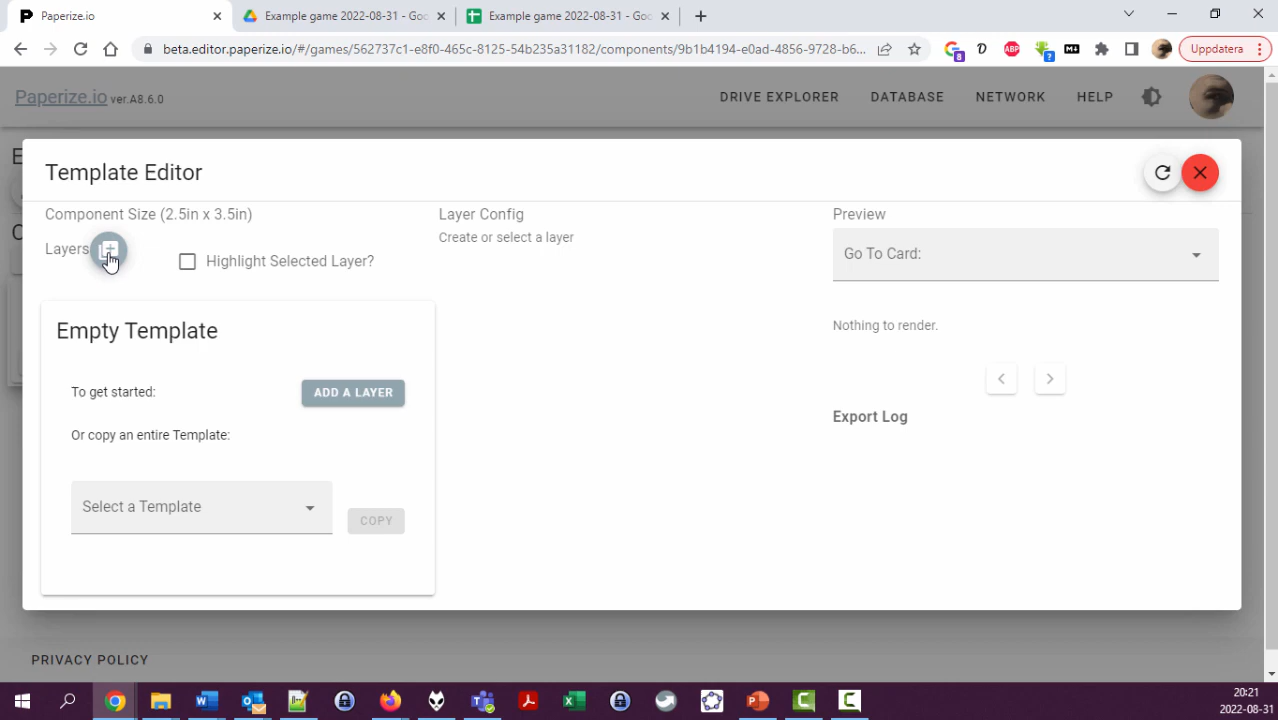 Paperize.io
Example game 2022-08-31 - Goo
Example game 2022-08-31 - Goo
beta.editor.paperize.io/#/games/562737c1-e8f0-465c-8125-54b235a31182/components/9b1b4194-e0ad-4856-9728-b6...
8
ABP
?
Uppdatera
Paperize.io ver.A8.6.0
DRIVE EXPLORER
DATABASE
NETWORK
HELP
Template Editor
Component Size (2.5in x 3.5in)
Layers
Highlight Selected Layer?
Empty Template
To get started:
ADD A LAYER
Or copy an entire Template:
Select a Template
COPY
Layer Config
Create or select a layer
Preview
Go To Card:
Nothing to render.
Export Log
PRIVACY POLICY
20:21
2022-08-31